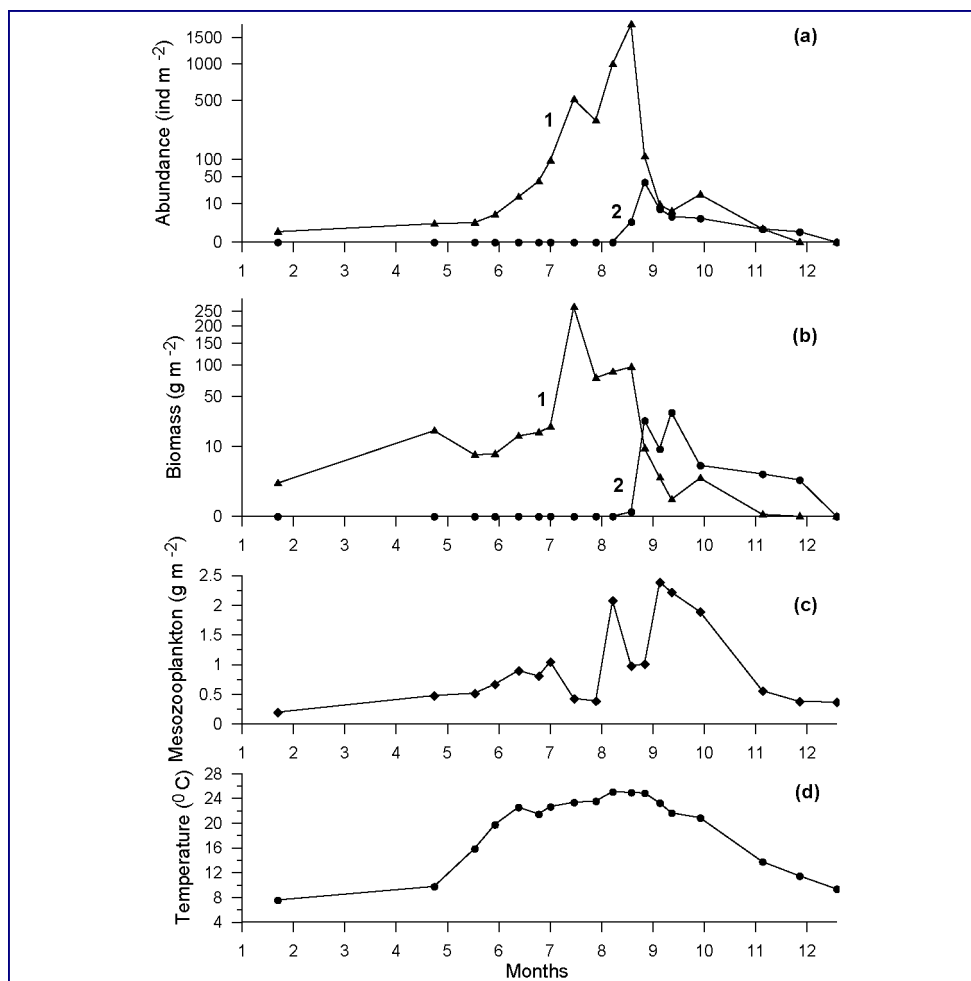 (a)
Abundance (ind m -2)
1500
1000
500
100
50
10
0
1
2
1 2 3 4 5 6 7 8 9 10 11 12
(b)
Biomass (g m -2)
250
200
150
100
50
10
0
1
2
1 2 3 4 5 6 7 8 9 10 11 12
(c)
Mesozooplankton (g m -2)
2.5
2
1.5
1
0.5
0
1 2 3 4 5 6 7 8 9 10 11 12
(d)
Temperature (0 C)
28
24
20
16
12
8
4
1 2 3 4 5 6 7 8 9 10 11 12
Months